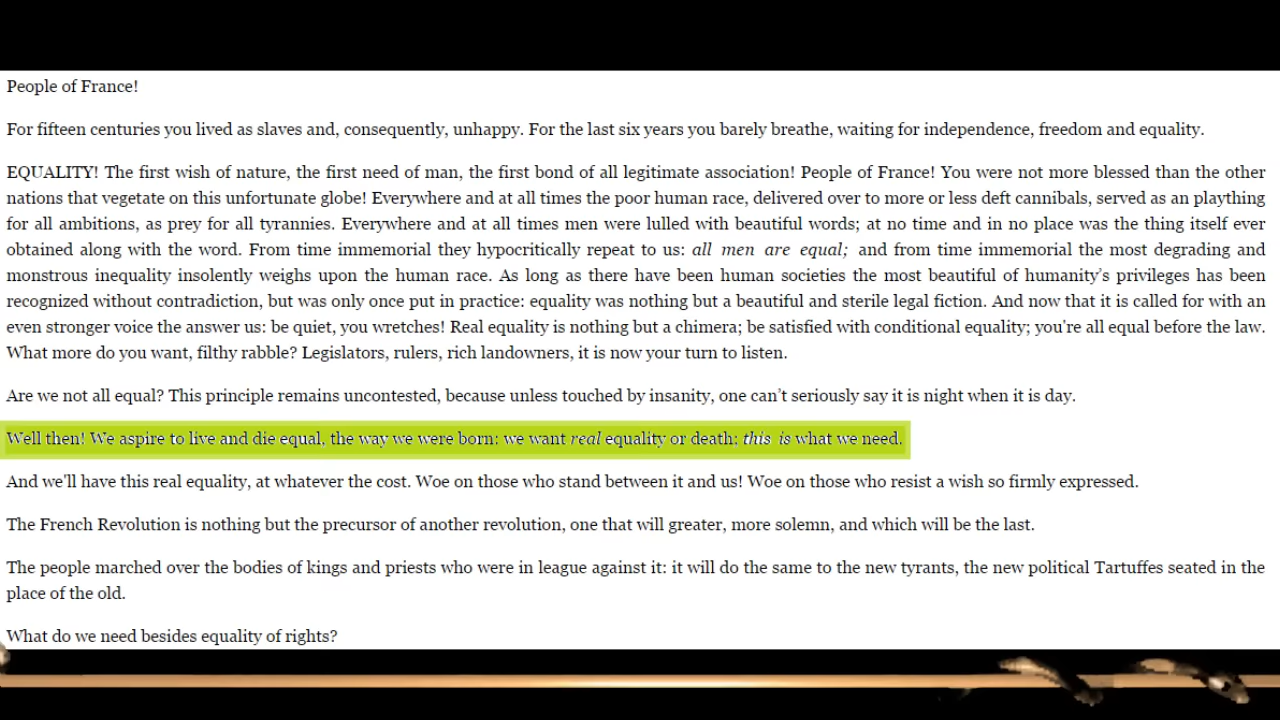 People of France!
For fifteen centuries you lived as slaves and, consequently, unhappy. For the last six years you barely breathe, waiting for independence, freedom and equality.
EQUALITY! The first wish of nature, the first need of man, the first bond of all legitimate association! People of France! You were not more blessed than the other
nations that vegetate on this unfortunate globe! Everywhere and at all times the poor human race, delivered over to more or less deft cannibals, served as an plaything
for all ambitions, as prey for all tyrannies. Everywhere and at all times men were lulled with beautiful words; at no time and in no place was the thing itself ever
obtained along with the word. From time immemorial they hypocritically repeat to us: all men are equal; and from time immemorial the most degrading and
monstrous inequality insolently weighs upon the human race. As long as there have been human societies the most beautiful of humanity's privileges has been
recognized without contradiction, but was only once put in practice: equality was nothing but a beautiful and sterile legal fiction. And now that it is called for with an
even stronger voice the answer us: be quiet, you wretches! Real equality is nothing but a chimera; be satisfied with conditional equality; you're all equal before the law.
What more do you want, filthy rabble? Legislators, rulers, rich landowners, it is now your turn to listen.
Are we not all equal? This principle remains uncontested, because unless touched by insanity, one can't seriously say it is night when it is day.
Well then! We aspire to live and die equal, the way we were born: we want real equality or death; this is what we need.
And we'll have this real equality, at whatever the cost. Woe on those who stand between it and us! Woe on those who resist a wish so firmly expressed.
The French Revolution is nothing but the precursor of another revolution, one that will greater, more solemn, and which will be the last.
The people marched over the bodies of kings and priests who were in league against it: it will do the same to the new tyrants, the new political Tartuffes seated in the
place of the old.
What do we need besides equality of rights?